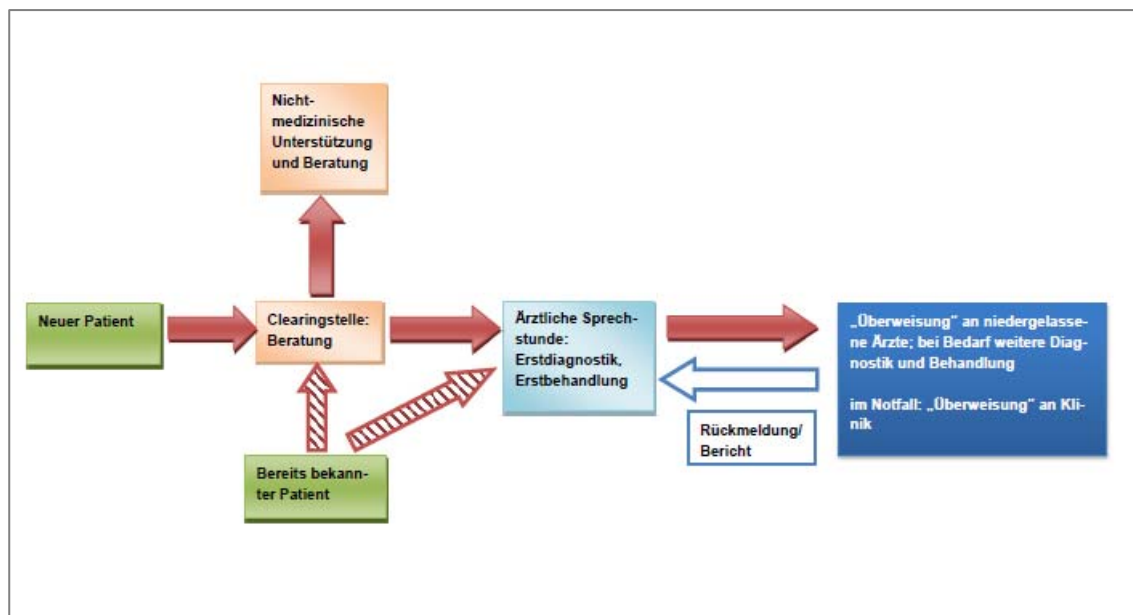 Nicht-
medizinische
Unterstützung
und Beratung
Neuer Patient
Clearingstelle:
Beratung
Ärztliche Sprech-
stunde:
Erstdiagnostik,
Erstbehandlung
„Überweisung“ an niedergelasse-
ne Ärzte; bei Bedarf weitere Diag-
nostik und Behandlung
im Notfall: „Überweisung“ an Kli-
nik
Rückmeldung/
Bericht
Bereits bekann-
ter Patient